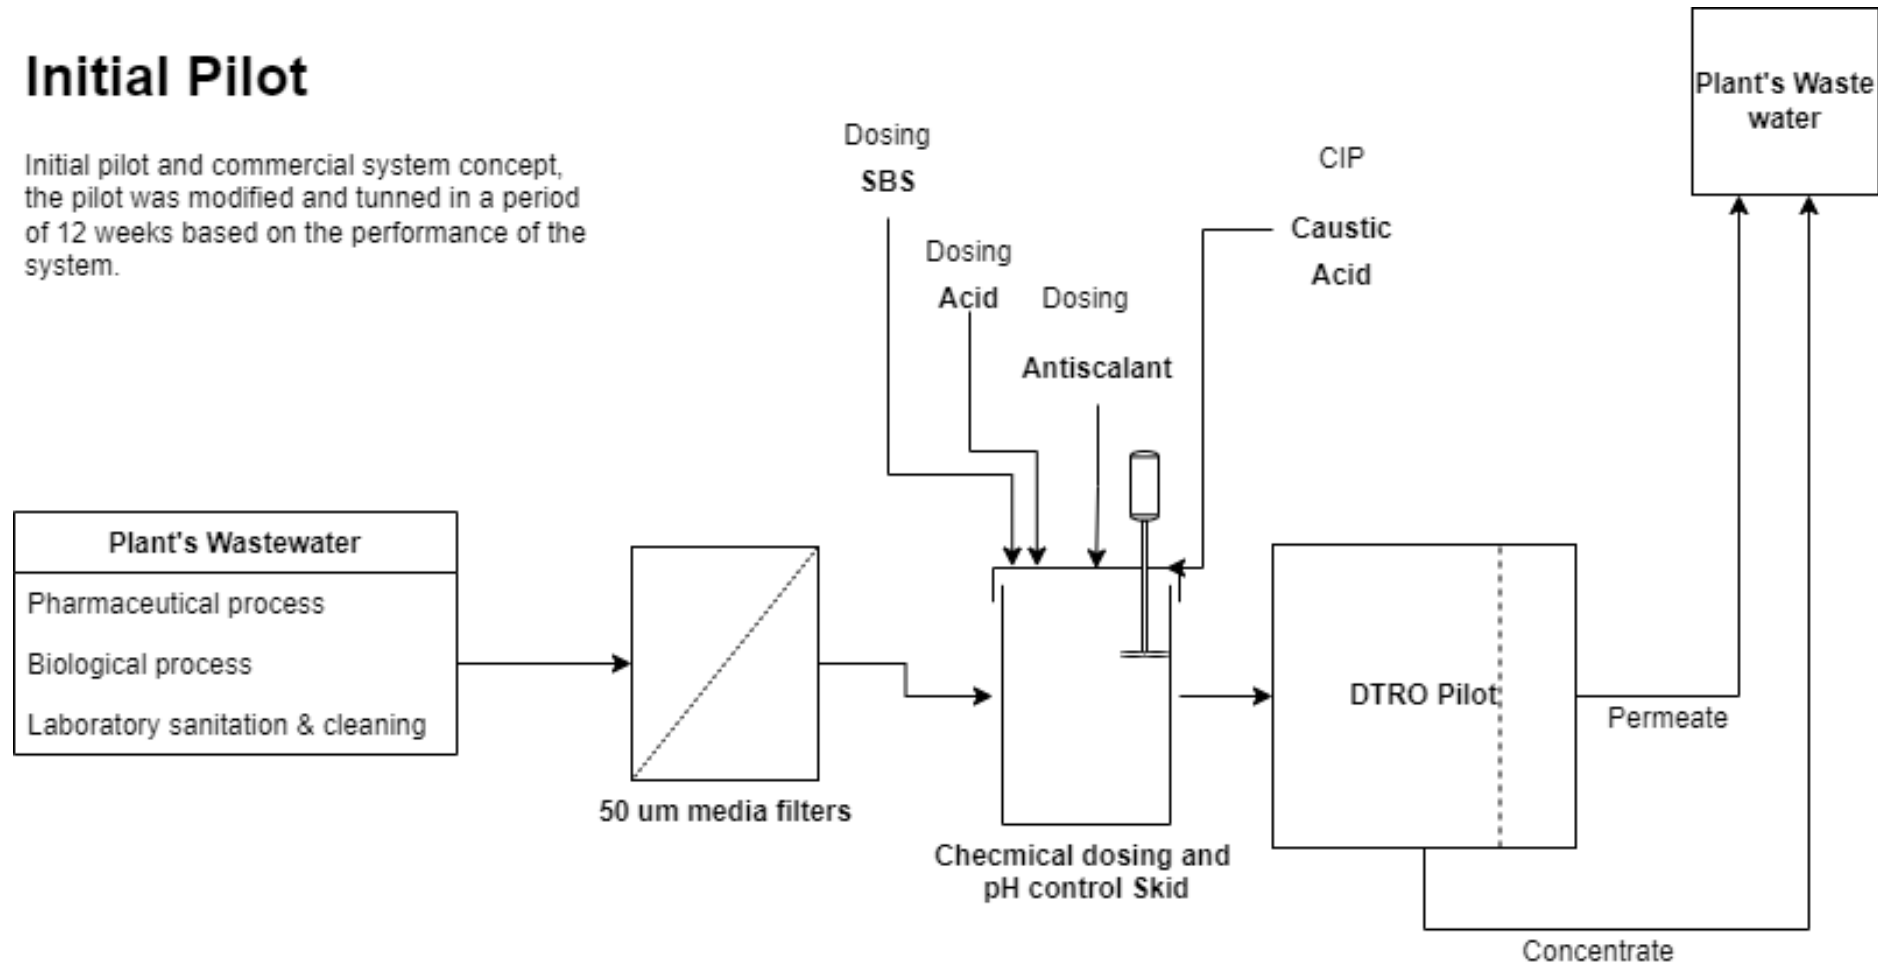 Initial Pilot
Initial pilot and commercial system concept,
the pilot was modified and tunned in a period
of 12 weeks based on the performance of the
system.
Dosing
SBS
Dosing
Acid
Dosing
Antiscalant
CIP
Caustic
Acid
Plant's Waste
water
Plant's Wastewater
Pharmaceutical process
Biological process
Laboratory sanitation & cleaning
50 um media filters
Checmical dosing and
pH control Skid
DTRO Pilot
Permeate
Concentrate